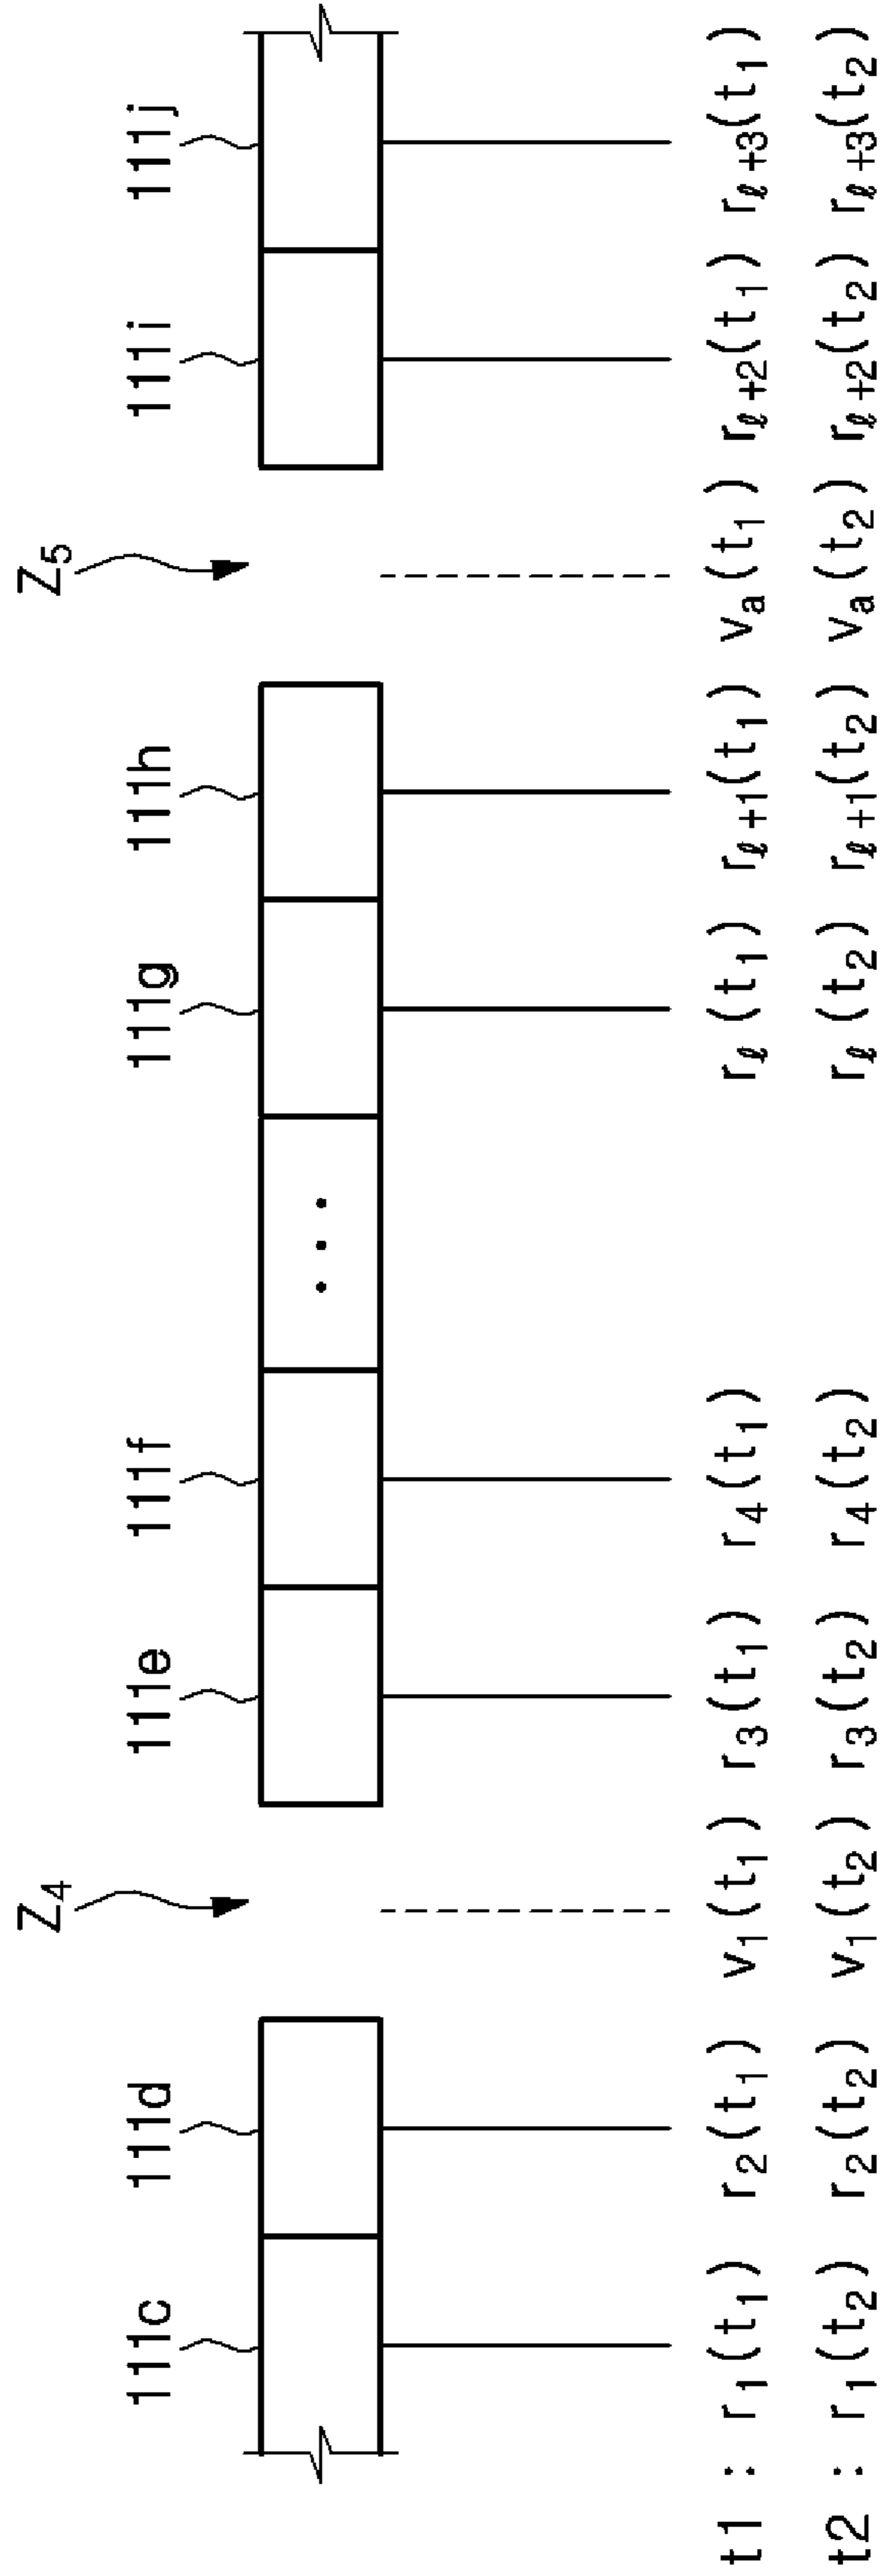 Z₄ Z₅
111c 111d 111e 111f 111g 111h 111i 111j
...
t1 : r₁(t₁) r₂(t₁) v₁(t₁) r₃(t₁) r₄(t₁) rℓ(t₁) rℓ₊₁(t₁) vₐ(t₁) rℓ₊₂(t₁) rℓ₊₃(t₁)
t2 : r₁(t₂) r₂(t₂) v₁(t₂) r₃(t₂) r₄(t₂) rℓ(t₂) rℓ₊₁(t₂) vₐ(t₂) rℓ₊₂(t₂) rℓ₊₃(t₂)